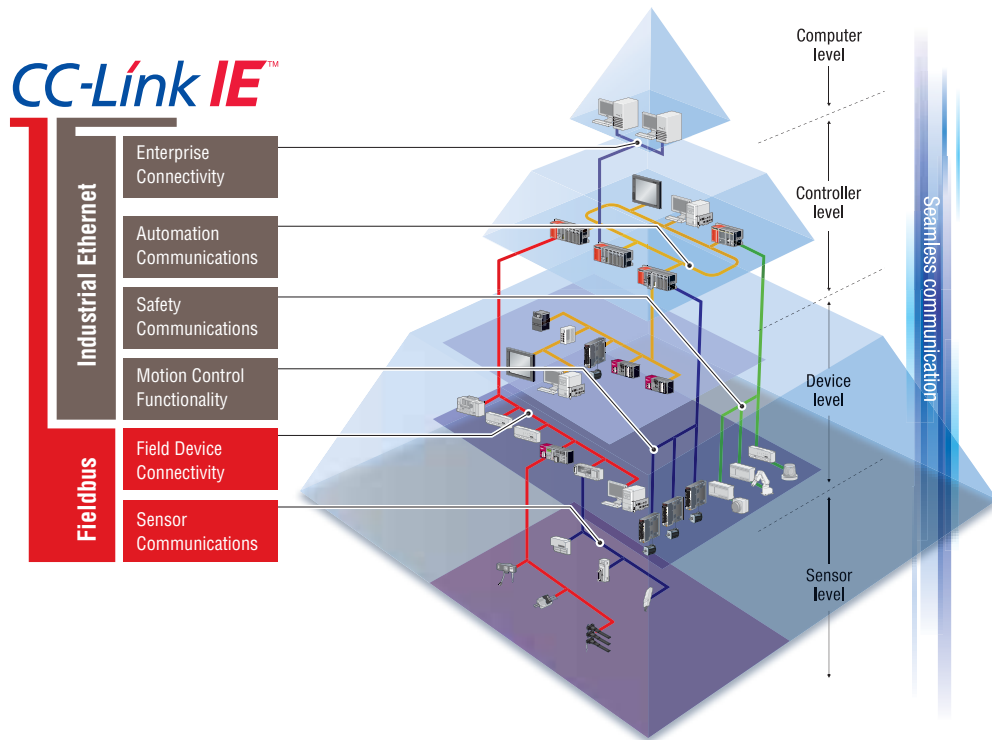 CC-Link IE™
Industrial Ethernet
Enterprise
Connectivity
Automation
Communications
Safety
Communications
Motion Control
Functionality
Fieldbus
Field Device
Connectivity
Sensor
Communications
Computer
level
Controller
level
Device
level
Sensor
level
Seamless communication